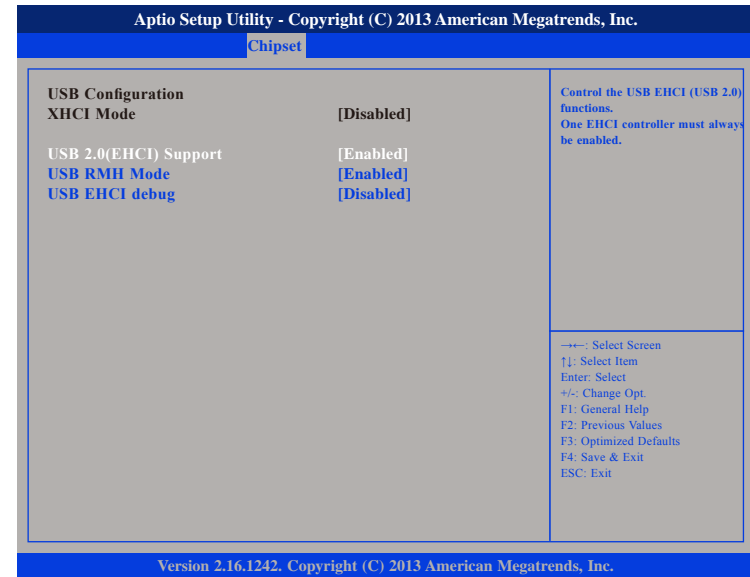 Aptio Setup Utility - Copyright (C) 2013 American Megatrends, Inc.
Chipset
USB Configuration
XHCI Mode [Disabled]
USB 2.0(EHCI) Support [Enabled]
USB RMH Mode [Enabled]
USB EHCI debug [Disabled]
Control the USB EHCI (USB 2.0)
functions.
One EHCI controller must always
be enabled.
→←: Select Screen
↑↓: Select Item
Enter: Select
+/-: Change Opt.
F1: General Help
F2: Previous Values
F3: Optimized Defaults
F4: Save & Exit
ESC: Exit
Version 2.16.1242. Copyright (C) 2013 American Megatrends, Inc.